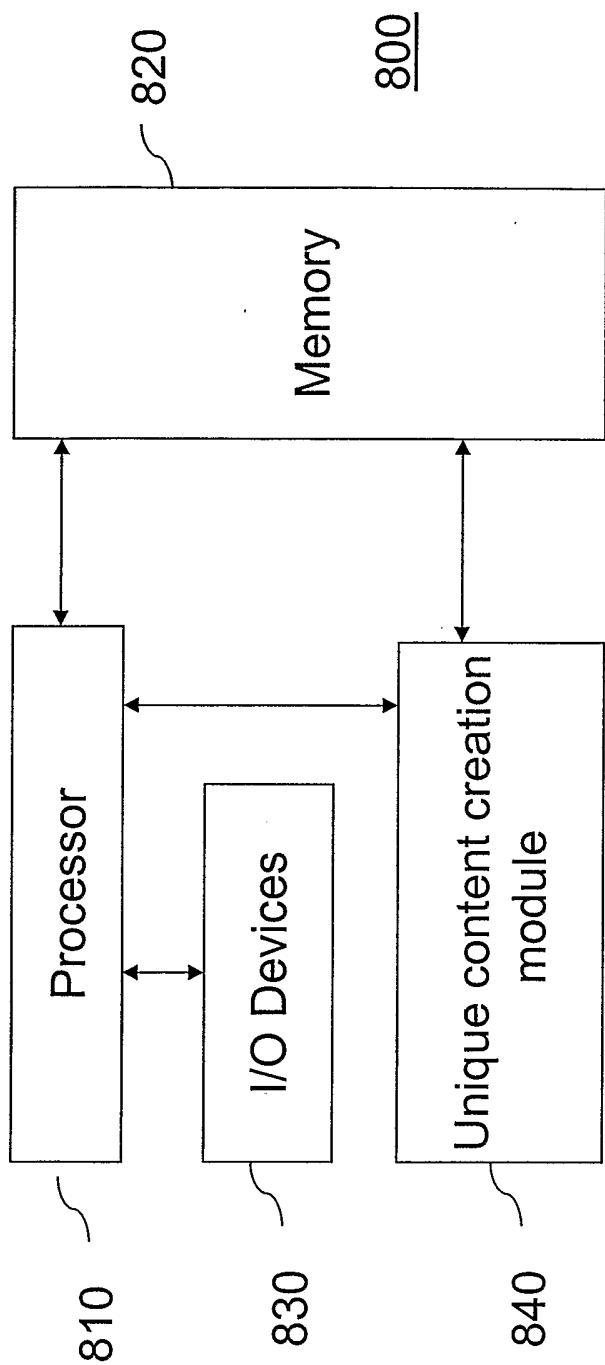 810
Processor
820
800
830
I/O Devices
Memory
840
Unique content creation
module